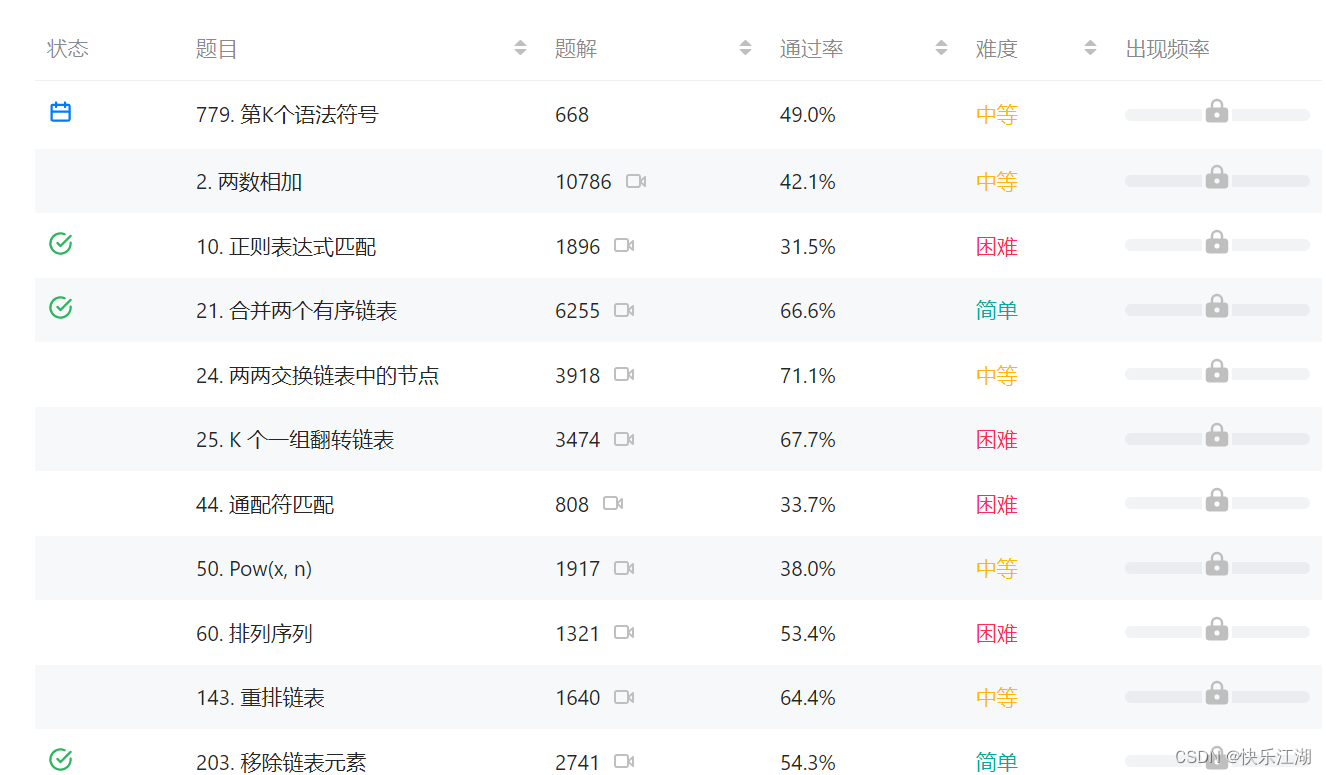 状态 题目 题解 通过率 难度 出现频率
779. 第K个语法符号 668 49.0% 中等
2. 两数相加 10786 42.1% 中等
10. 正则表达式匹配 1896 31.5% 困难
21. 合并两个有序链表 6255 66.6% 简单
24. 两两交换链表中的节点 3918 71.1% 中等
25. K 个一组翻转链表 3474 67.7% 困难
44. 通配符匹配 808 33.7% 困难
50. Pow(x, n) 1917 38.0% 中等
60. 排列序列 1321 53.4% 困难
143. 重排链表 1640 64.4% 中等
203. 移除链表元素 2741 54.3% 简单
CSDN @快乐江湖